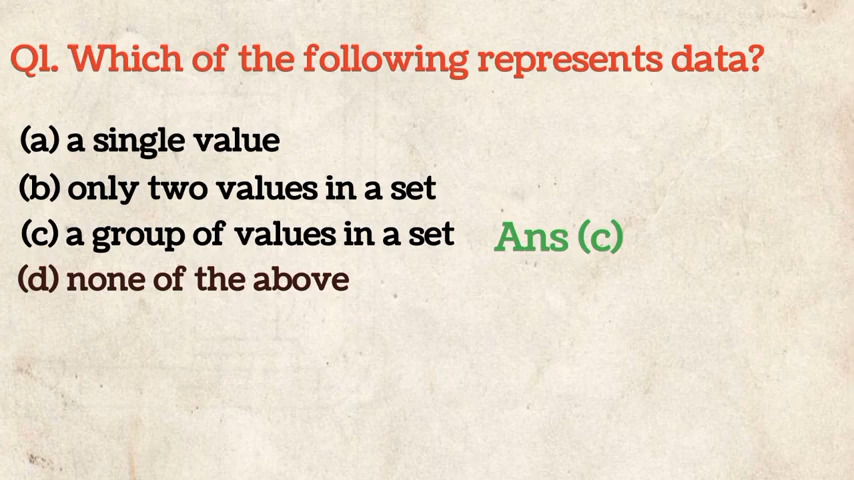 Q1. Which of the following represents data?
(a) a single value
(b) only two values in a set
(c) a group of values in a set Ans (c)
(d) none of the above